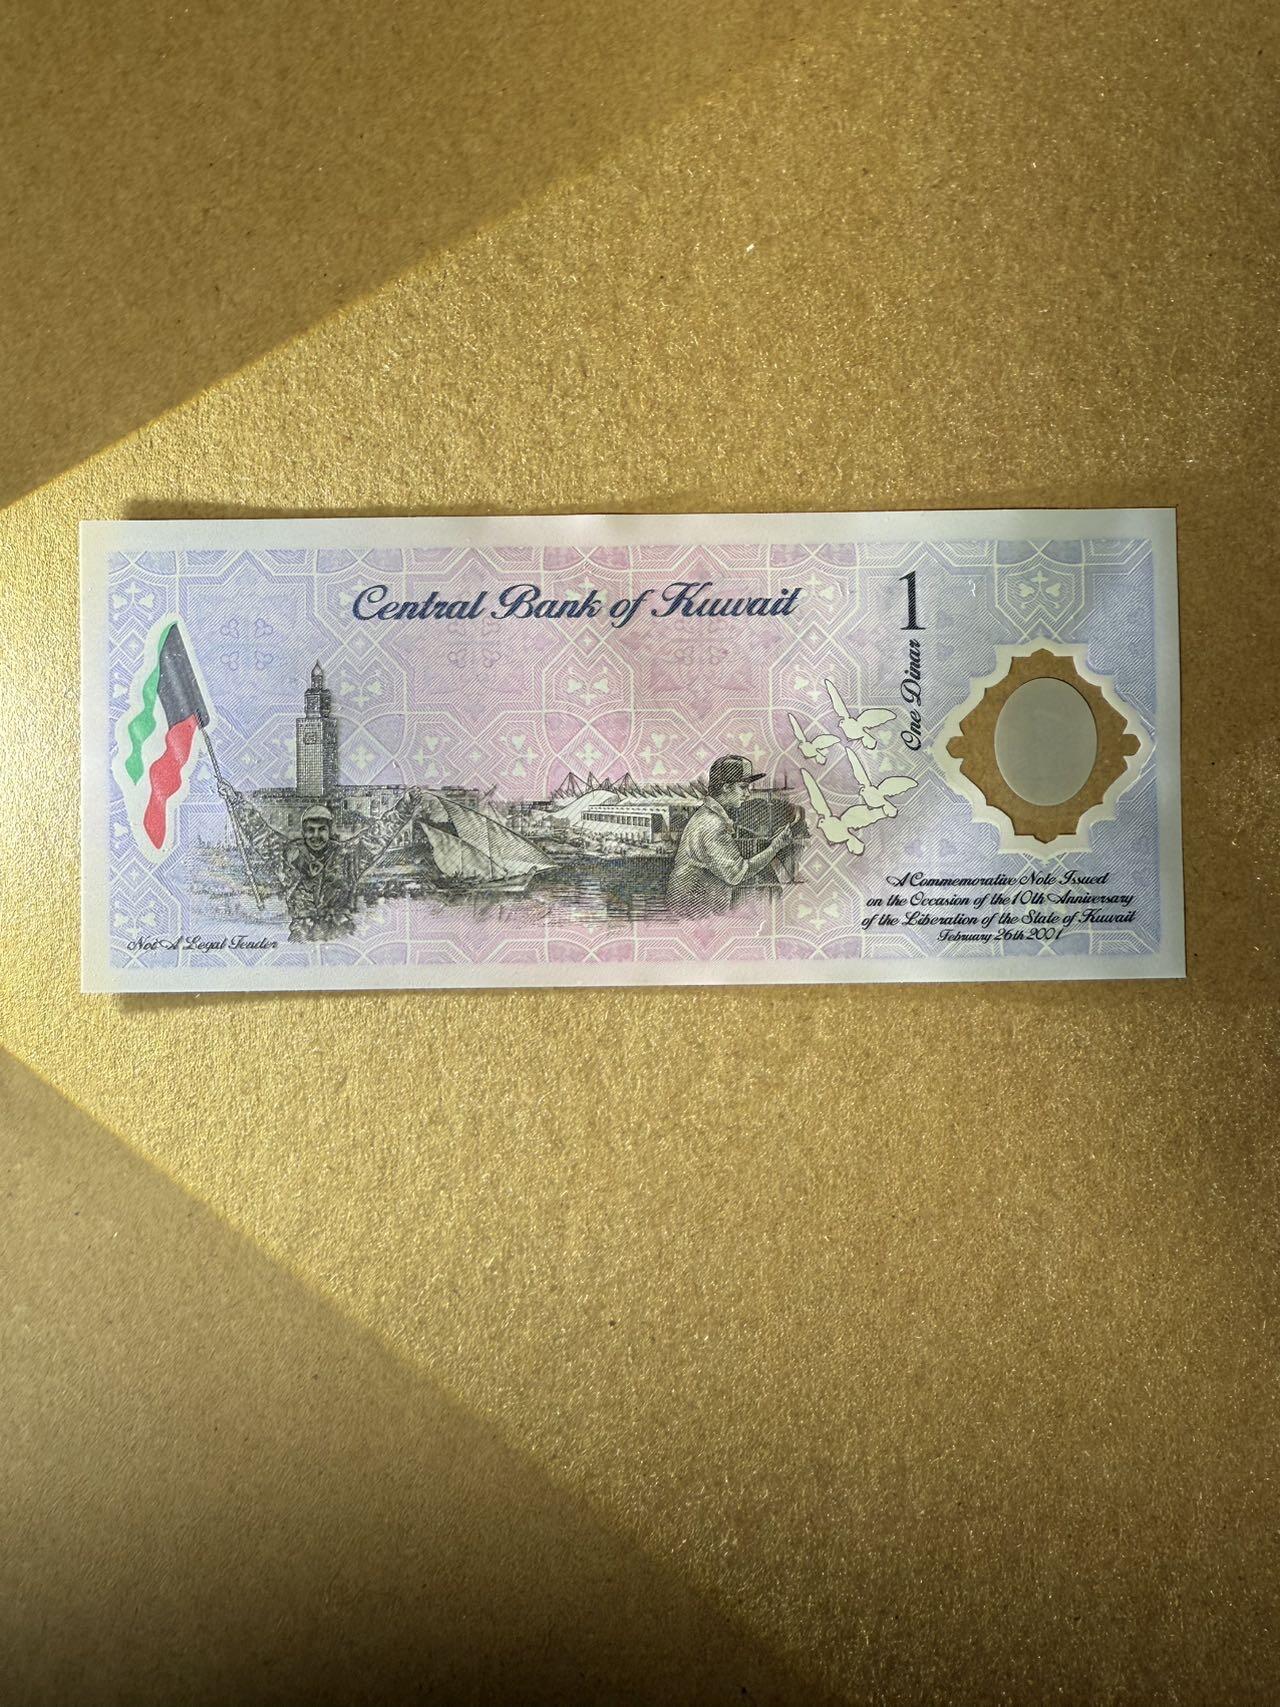 Central Bank of Kuwait
1
One Dinar
A Commemorative Note Issued
on the Occasion of the 10th Anniversary
of the Liberation of the State of Kuwait
February 26th 2001
Not A Legal Tender